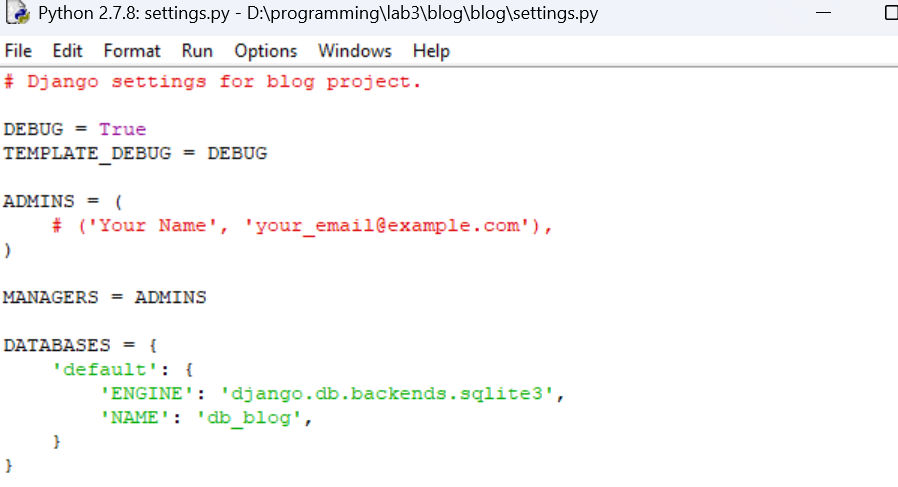 Python 2.7.8: settings.py - D:\programming\lab3\blog\blog\settings.py
File Edit Format Run Options Windows Help
# Django settings for blog project.
DEBUG = True
TEMPLATE_DEBUG = DEBUG
ADMINS = (
    # ('Your Name', 'your_email@example.com'),
)
MANAGERS = ADMINS
DATABASES = {
    'default': {
        'ENGINE': 'django.db.backends.sqlite3',
        'NAME': 'db_blog',
    }
}